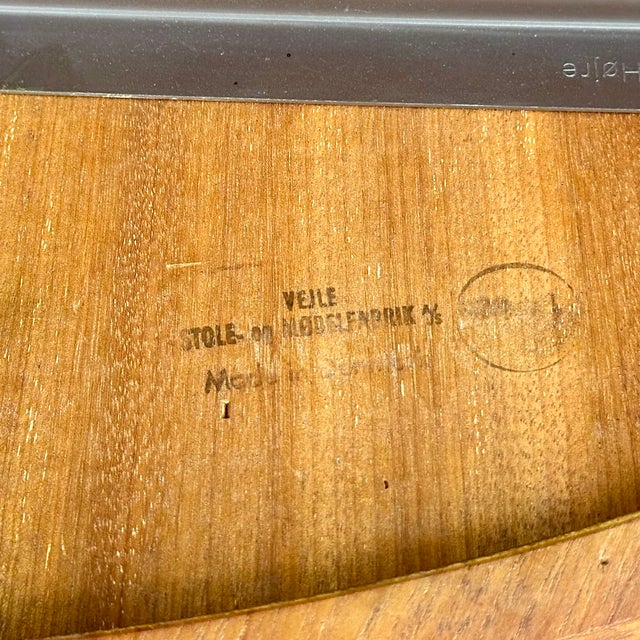 Højre
VEJLE
STOLE- og MØBELFABRIK A/S
Made in Denmark